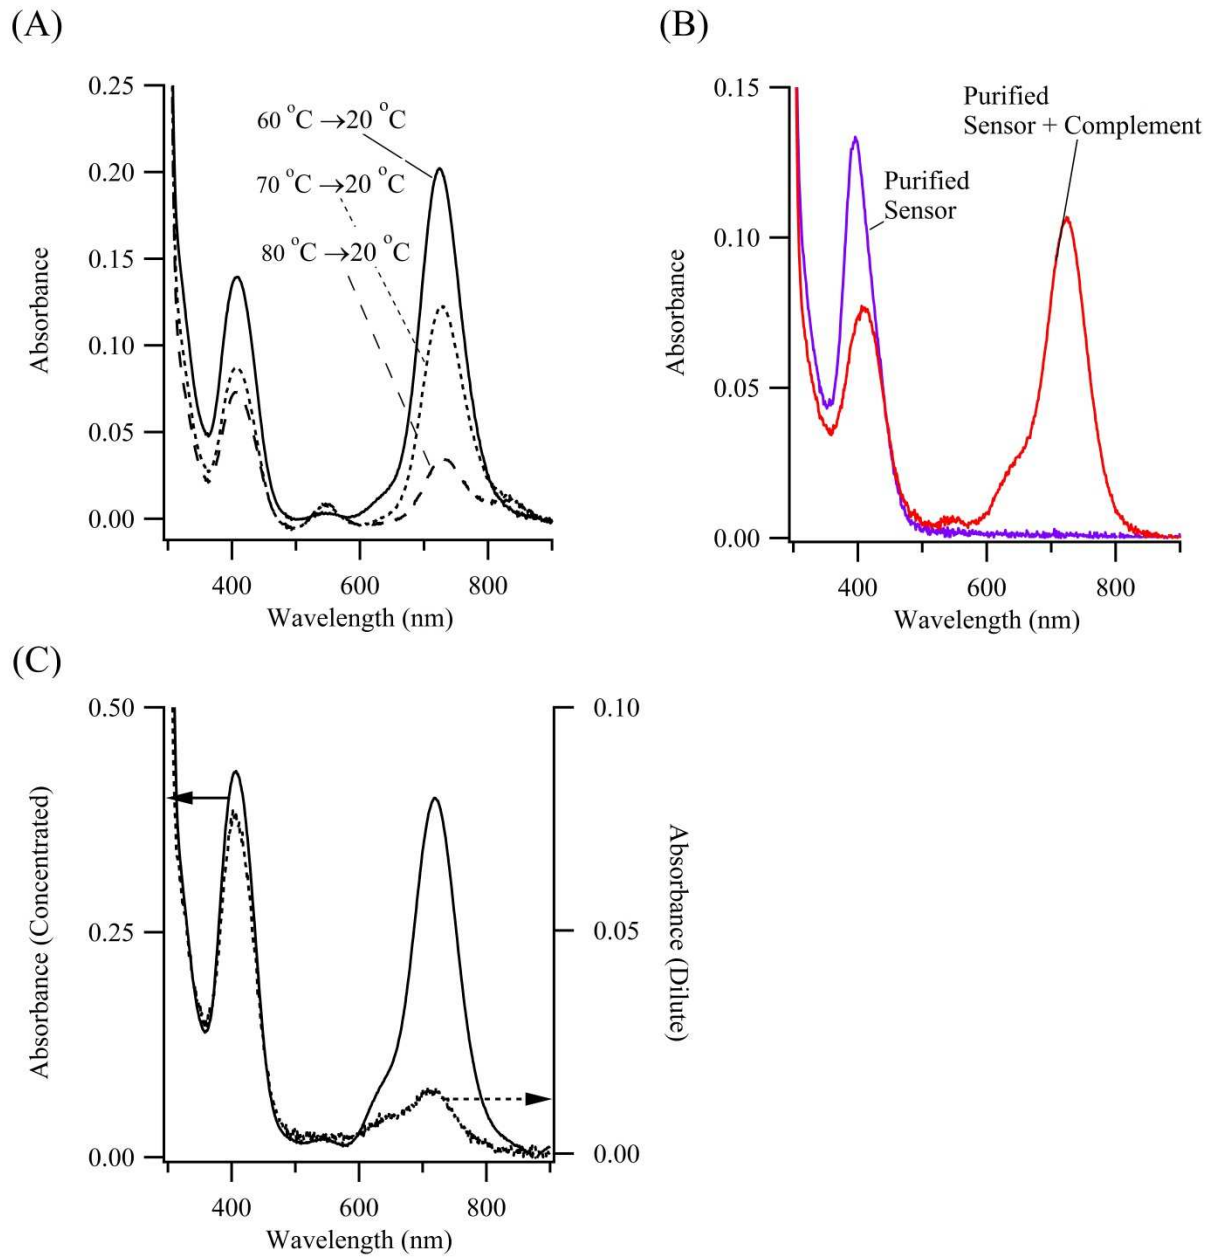 (A)
0.25
0.20
0.15
0.10
0.05
0.00
Absorbance
60 °C →20 °C
70 °C →20 °C
80 °C →20 °C
400
600
800
Wavelength (nm)
(B)
0.15
0.10
0.05
0.00
Absorbance
Purified
Sensor + Complement
Purified
Sensor
400
600
800
Wavelength (nm)
(C)
0.50
0.25
0.00
Absorbance (Concentrated)
0.10
0.05
0.00
Absorbance (Dilute)
400
600
800
Wavelength (nm)